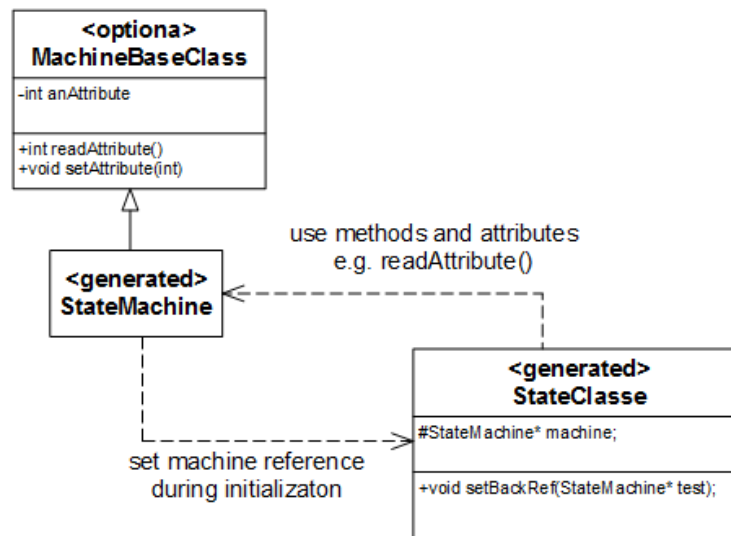 <optiona>
MachineBaseClass
-int anAttribute
+int readAttribute()
+void setAttribute(int)
use methods and attributes
e.g. readAttribute()
<generated>
StateMachine
<generated>
StateClasse
#StateMachine* machine;
set machine reference
during initializaton
+void setBackRef(StateMachine* test);